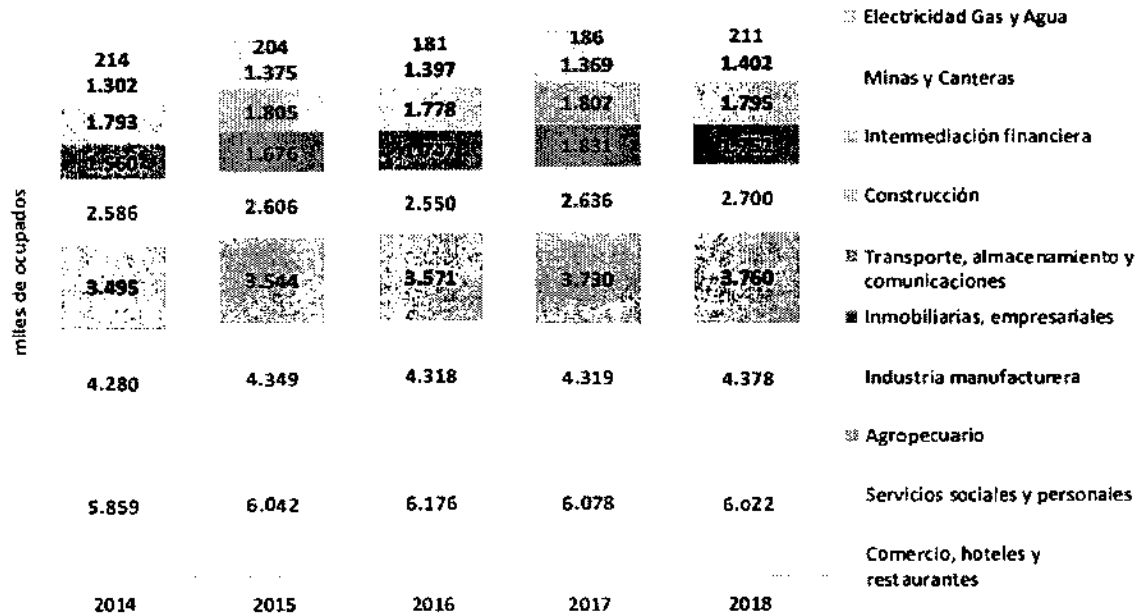 214 204 181 186 211
1.302 1.375 1.397 1.369 1.402
1.793 1.805 1.778 1.807 1.795
1.560 1.676 1.831
2.586 2.606 2.550 2.636 2.700
3.495 3.544 3.571 3.730 3.760
4.280 4.349 4.318 4.319 4.378
5.859 6.042 6.176 6.078 6.022
2014 2015 2016 2017 2018
miles de ocupados
Electricidad Gas y Agua
Minas y Canteras
Intermediación financiera
Construcción
Transporte, almacenamiento y
comunicaciones
Inmobiliarias, empresariales
Industria manufacturera
Agropecuario
Servicios sociales y personales
Comercio, hoteles y
restaurantes